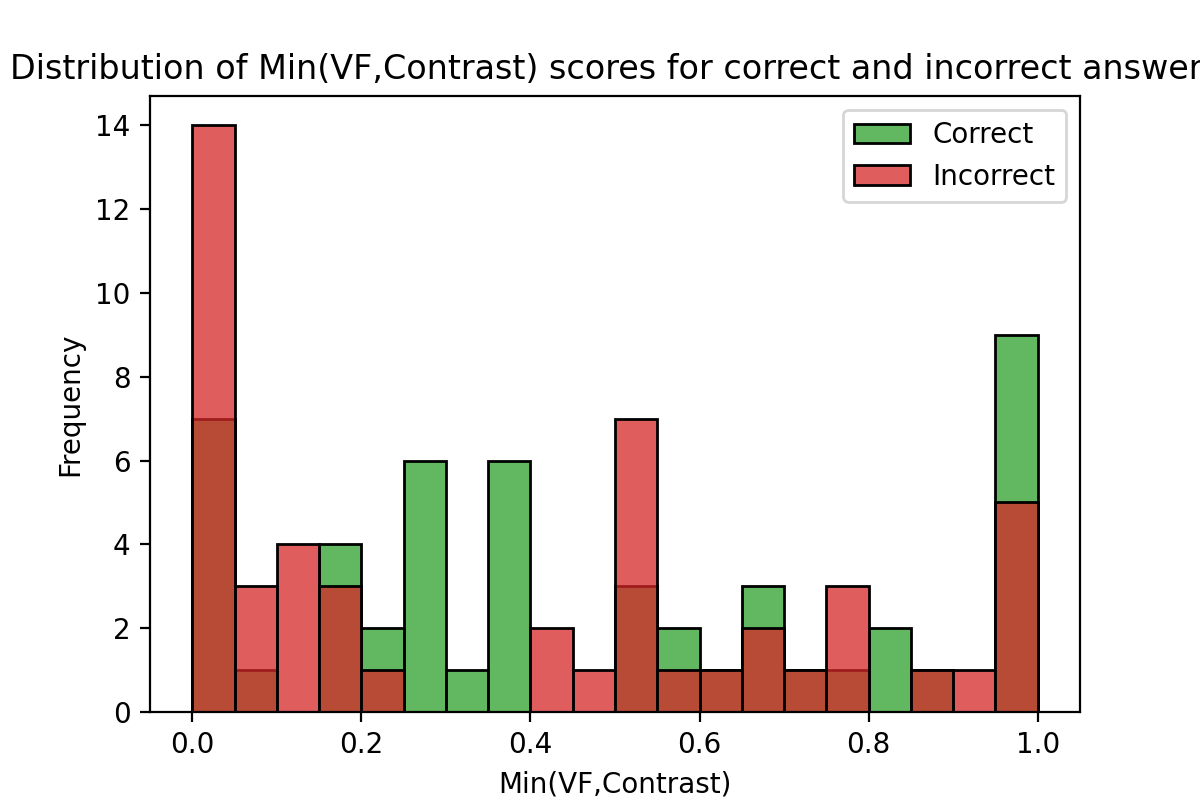 Distribution of Min(VF,Contrast) scores for correct and incorrect answer
Correct
Incorrect
Frequency
14
12
10
8
6
4
2
0
0.0 0.2 0.4 0.6 0.8 1.0
Min(VF,Contrast)